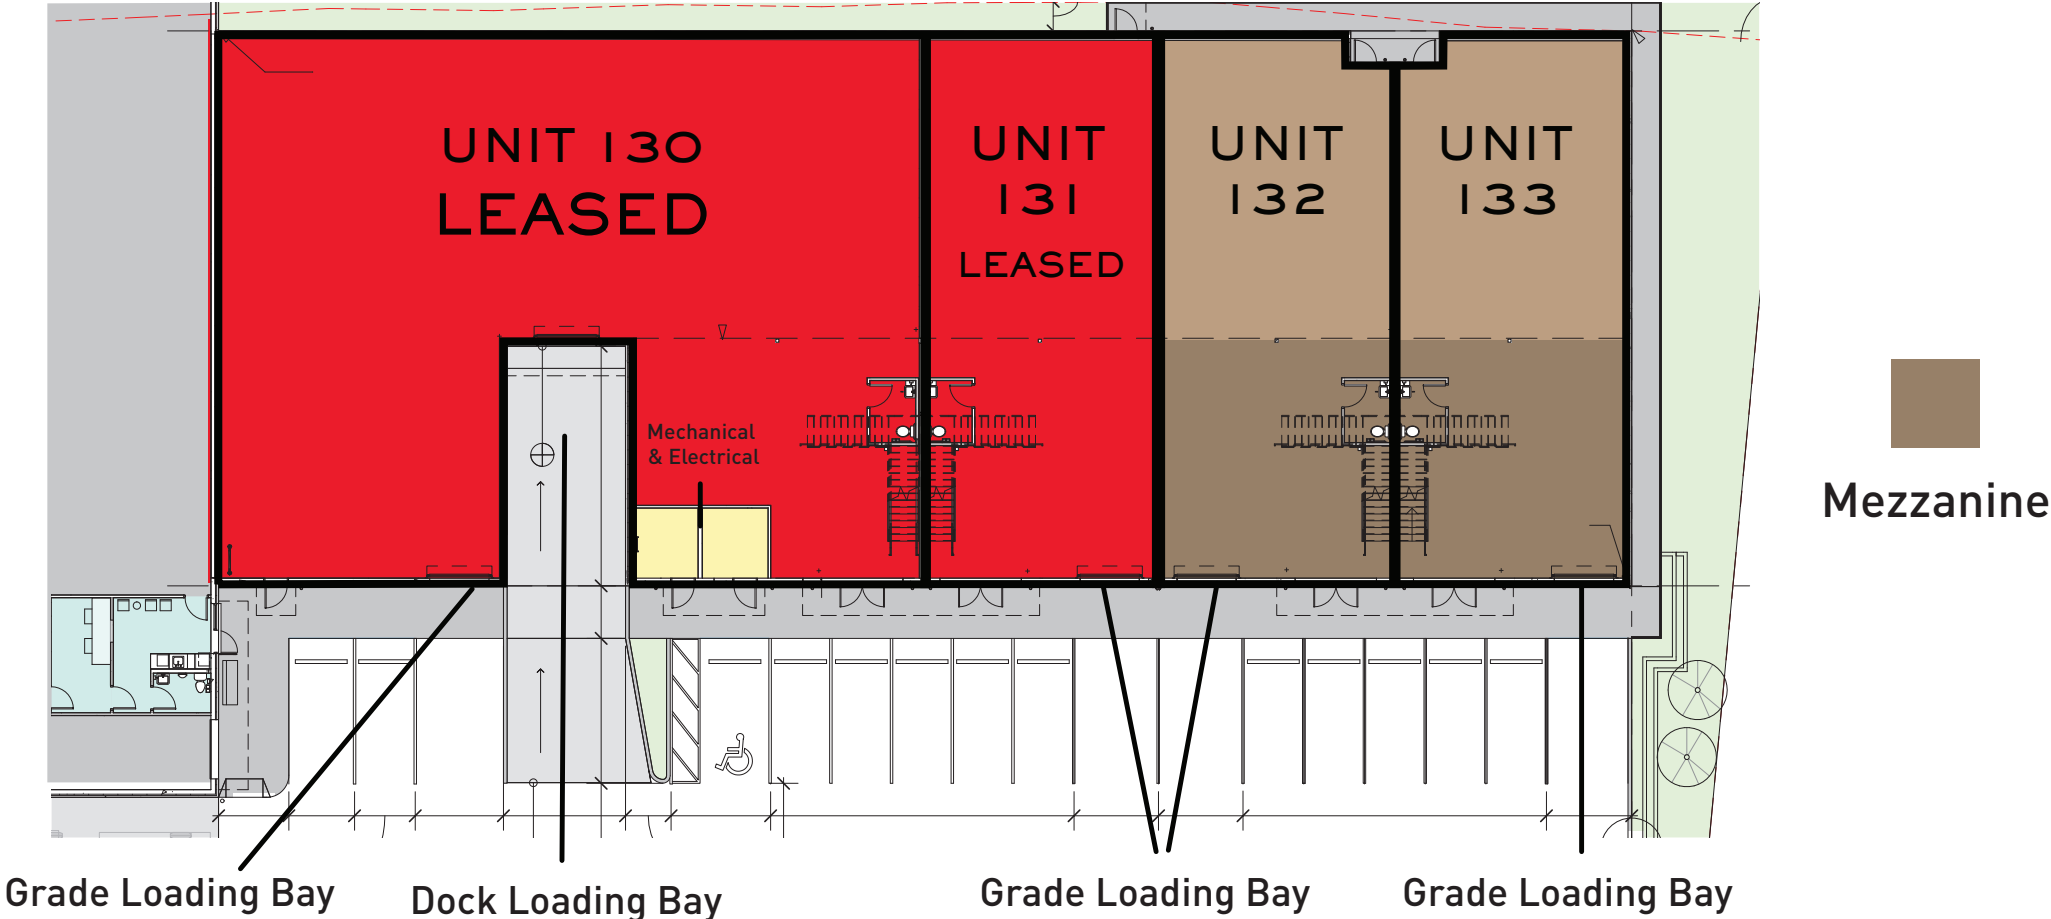 UNIT 130
LEASED
UNIT
131
LEASED
UNIT
132
UNIT
133
Mechanical
& Electrical
Mezzanine
Grade Loading Bay
Dock Loading Bay
Grade Loading Bay
Grade Loading Bay